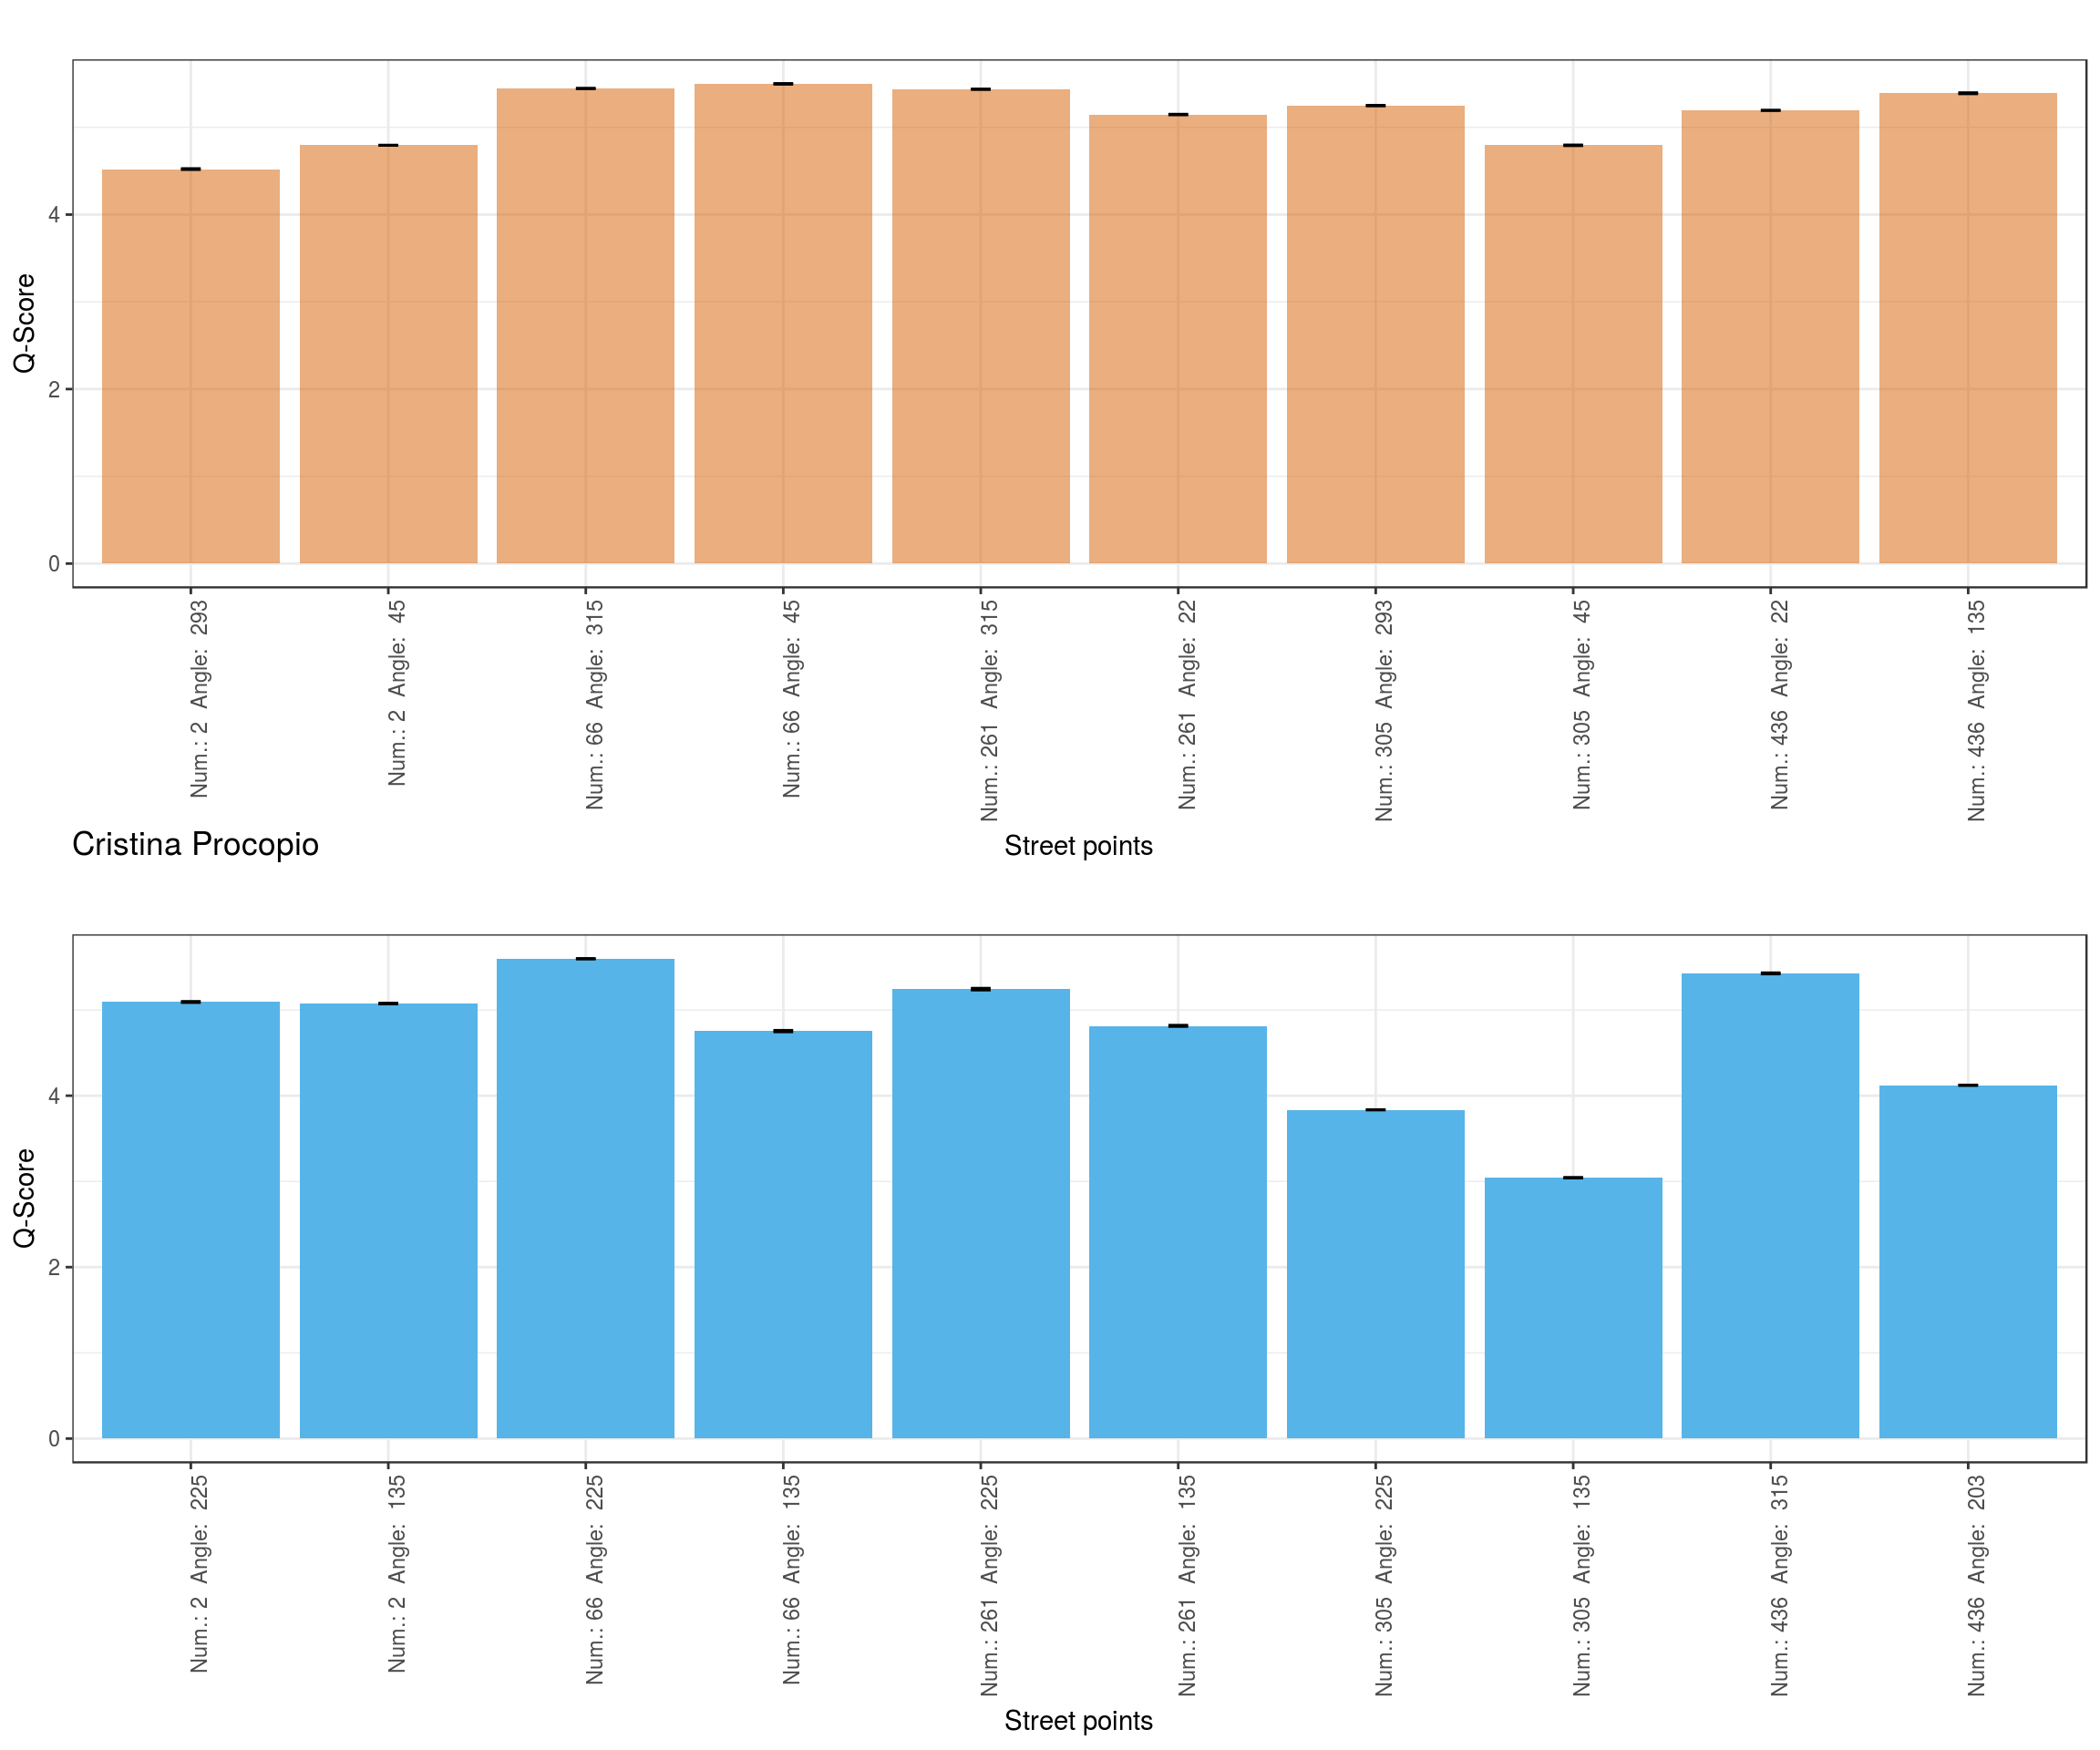 Q-Score
4
2
0
Num.: 2 Angle: 293
Num.: 2 Angle: 45
Num.: 66 Angle: 315
Num.: 66 Angle: 45
Num.: 261 Angle: 315
Num.: 261 Angle: 22
Num.: 305 Angle: 293
Num.: 305 Angle: 45
Num.: 436 Angle: 22
Num.: 436 Angle: 135
Street points
Cristina Procopio
Q-Score
4
2
0
Num.: 2 Angle: 225
Num.: 2 Angle: 135
Num.: 66 Angle: 225
Num.: 66 Angle: 135
Num.: 261 Angle: 225
Num.: 261 Angle: 135
Num.: 305 Angle: 225
Num.: 305 Angle: 135
Num.: 436 Angle: 315
Num.: 436 Angle: 203
Street points